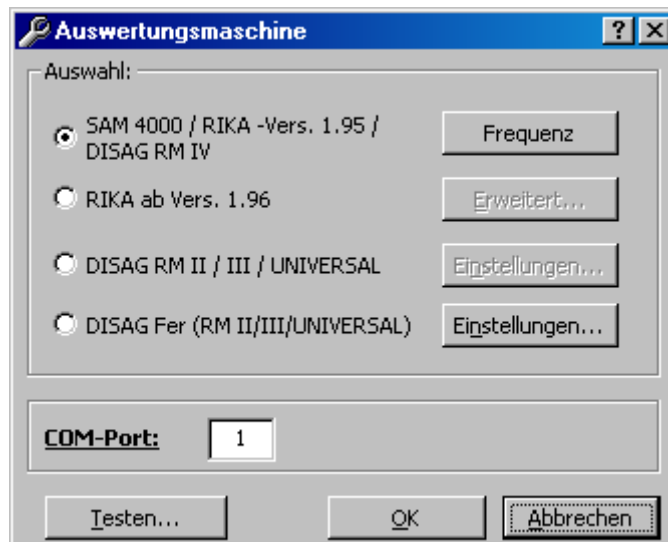 Auswertungsmaschine
Auswahl:
SAM 4000 / RIKA -Vers. 1.95 /
DISAG RM IV
Frequenz
RIKA ab Vers. 1.96
Erweitert...
DISAG RM II / III / UNIVERSAL
Einstellungen...
DISAG Fer (RM II/III/UNIVERSAL)
Einstellungen...
COM-Port:
1
Testen...
OK
Abbrechen